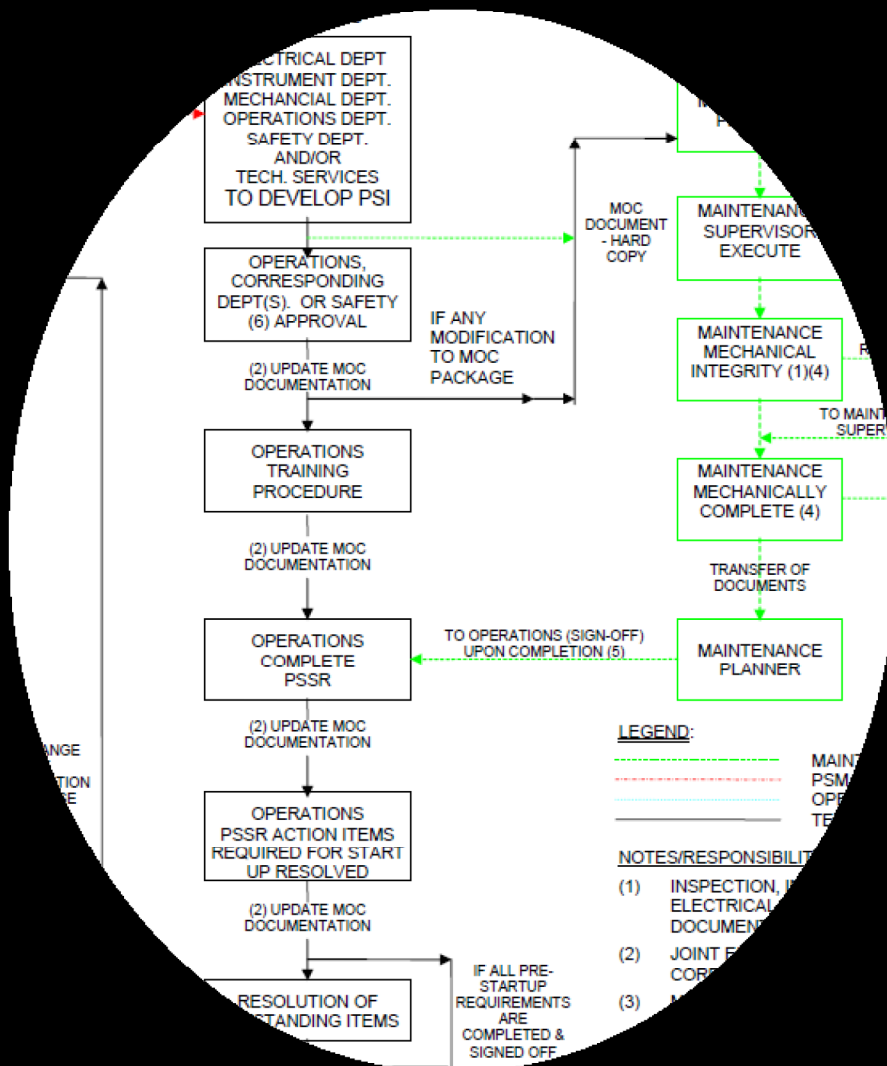 DEPT
INSTRUMENT DEPT.
MECHANCIAL DEPT.
OPERATIONS DEPT.
SAFETY DEPT.
AND/OR
TECH. SERVICES
TO DEVELOP PSI
OPERATIONS,
CORRESPONDING
DEPT(S). OR SAFETY
(6) APPROVAL
(2) UPDATE MOC
DOCUMENTATION
IF ANY
MODIFICATION
TO MOC
PACKAGE
MOC
DOCUMENT
- HARD
COPY
OPERATIONS
TRAINING
PROCEDURE
(2) UPDATE MOC
DOCUMENTATION
OPERATIONS
COMPLETE
PSSR
(2) UPDATE MOC
DOCUMENTATION
OPERATIONS
PSSR ACTION ITEMS
REQUIRED FOR START
UP RESOLVED
(2) UPDATE MOC
DOCUMENTATION
RESOLUTION OF
ITEMS
IF ALL PRE-
STARTUP
REQUIREMENTS
ARE
COMPLETED &
SIGNED OFF
MAINTENANCE
SUPERVISOR
EXECUTE
MAINTENANCE
MECHANICAL
INTEGRITY (1)(4)
TO
MAINTENANCE
MECHANICALLY
COMPLETE (4)
TRANSFER OF
DOCUMENTS
MAINTENANCE
PLANNER
TO OPERATIONS (SIGN-OFF)
UPON COMPLETION (5)
LEGEND:
NOTES/
(1) INSPECTION,
ELECTRICAL
(2) JOINT
(3)